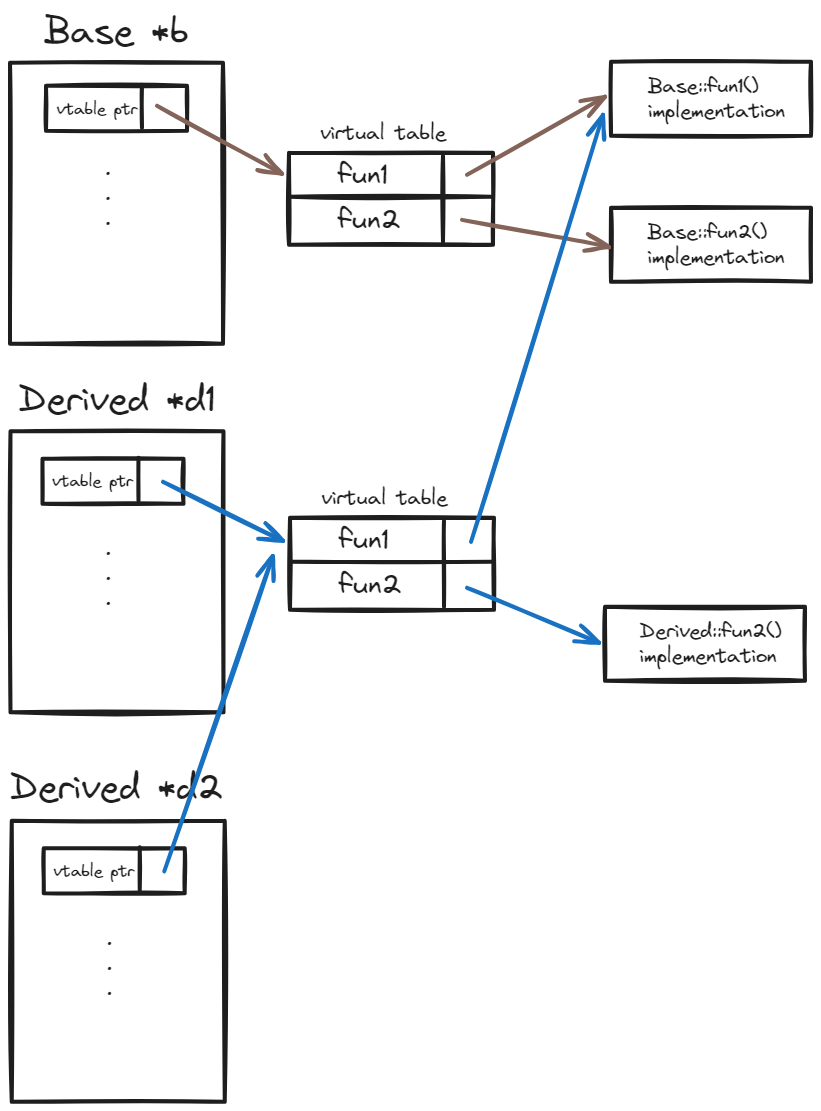 Base *b
vtable ptr
.
.
.
virtual table
fun1
fun2
Base::fun1()
implementation
Base::fun2()
implementation
Derived *d1
vtable ptr
.
.
.
virtual table
fun1
fun2
Derived::fun2()
implementation
Derived *d2
vtable ptr
.
.
.